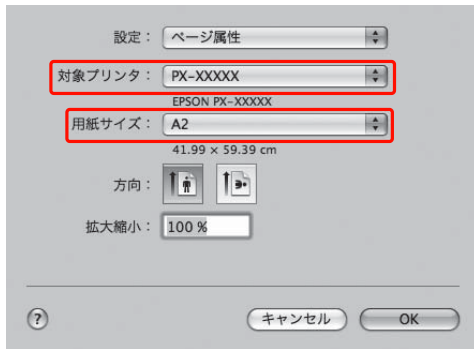 設定： ページ属性
対象プリンタ： PX-XXXXX
EPSON PX-XXXXX
用紙サイズ： A2
41.99 × 59.39 cm
方向：
拡大縮小： 100 %
? キャンセル OK